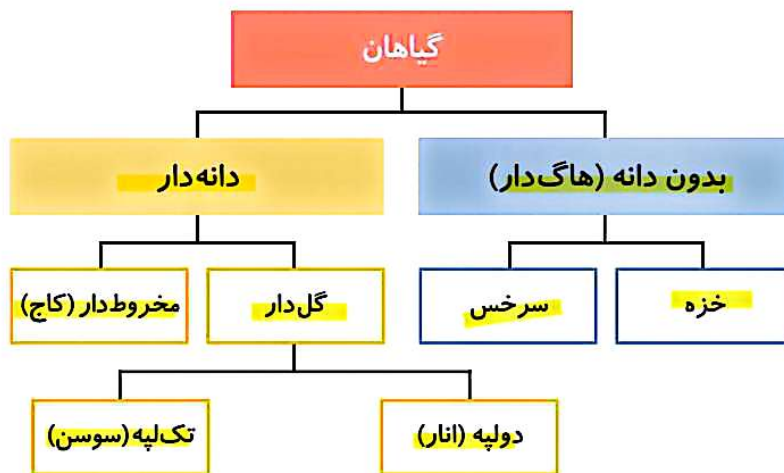 گیاهان
بدون دانه (هاگ‌دار)
دانه‌دار
خزه
سرخس
گل‌دار
مخروط‌دار (کاج)
دولپه (انار)
تک‌لپه(سوسن)